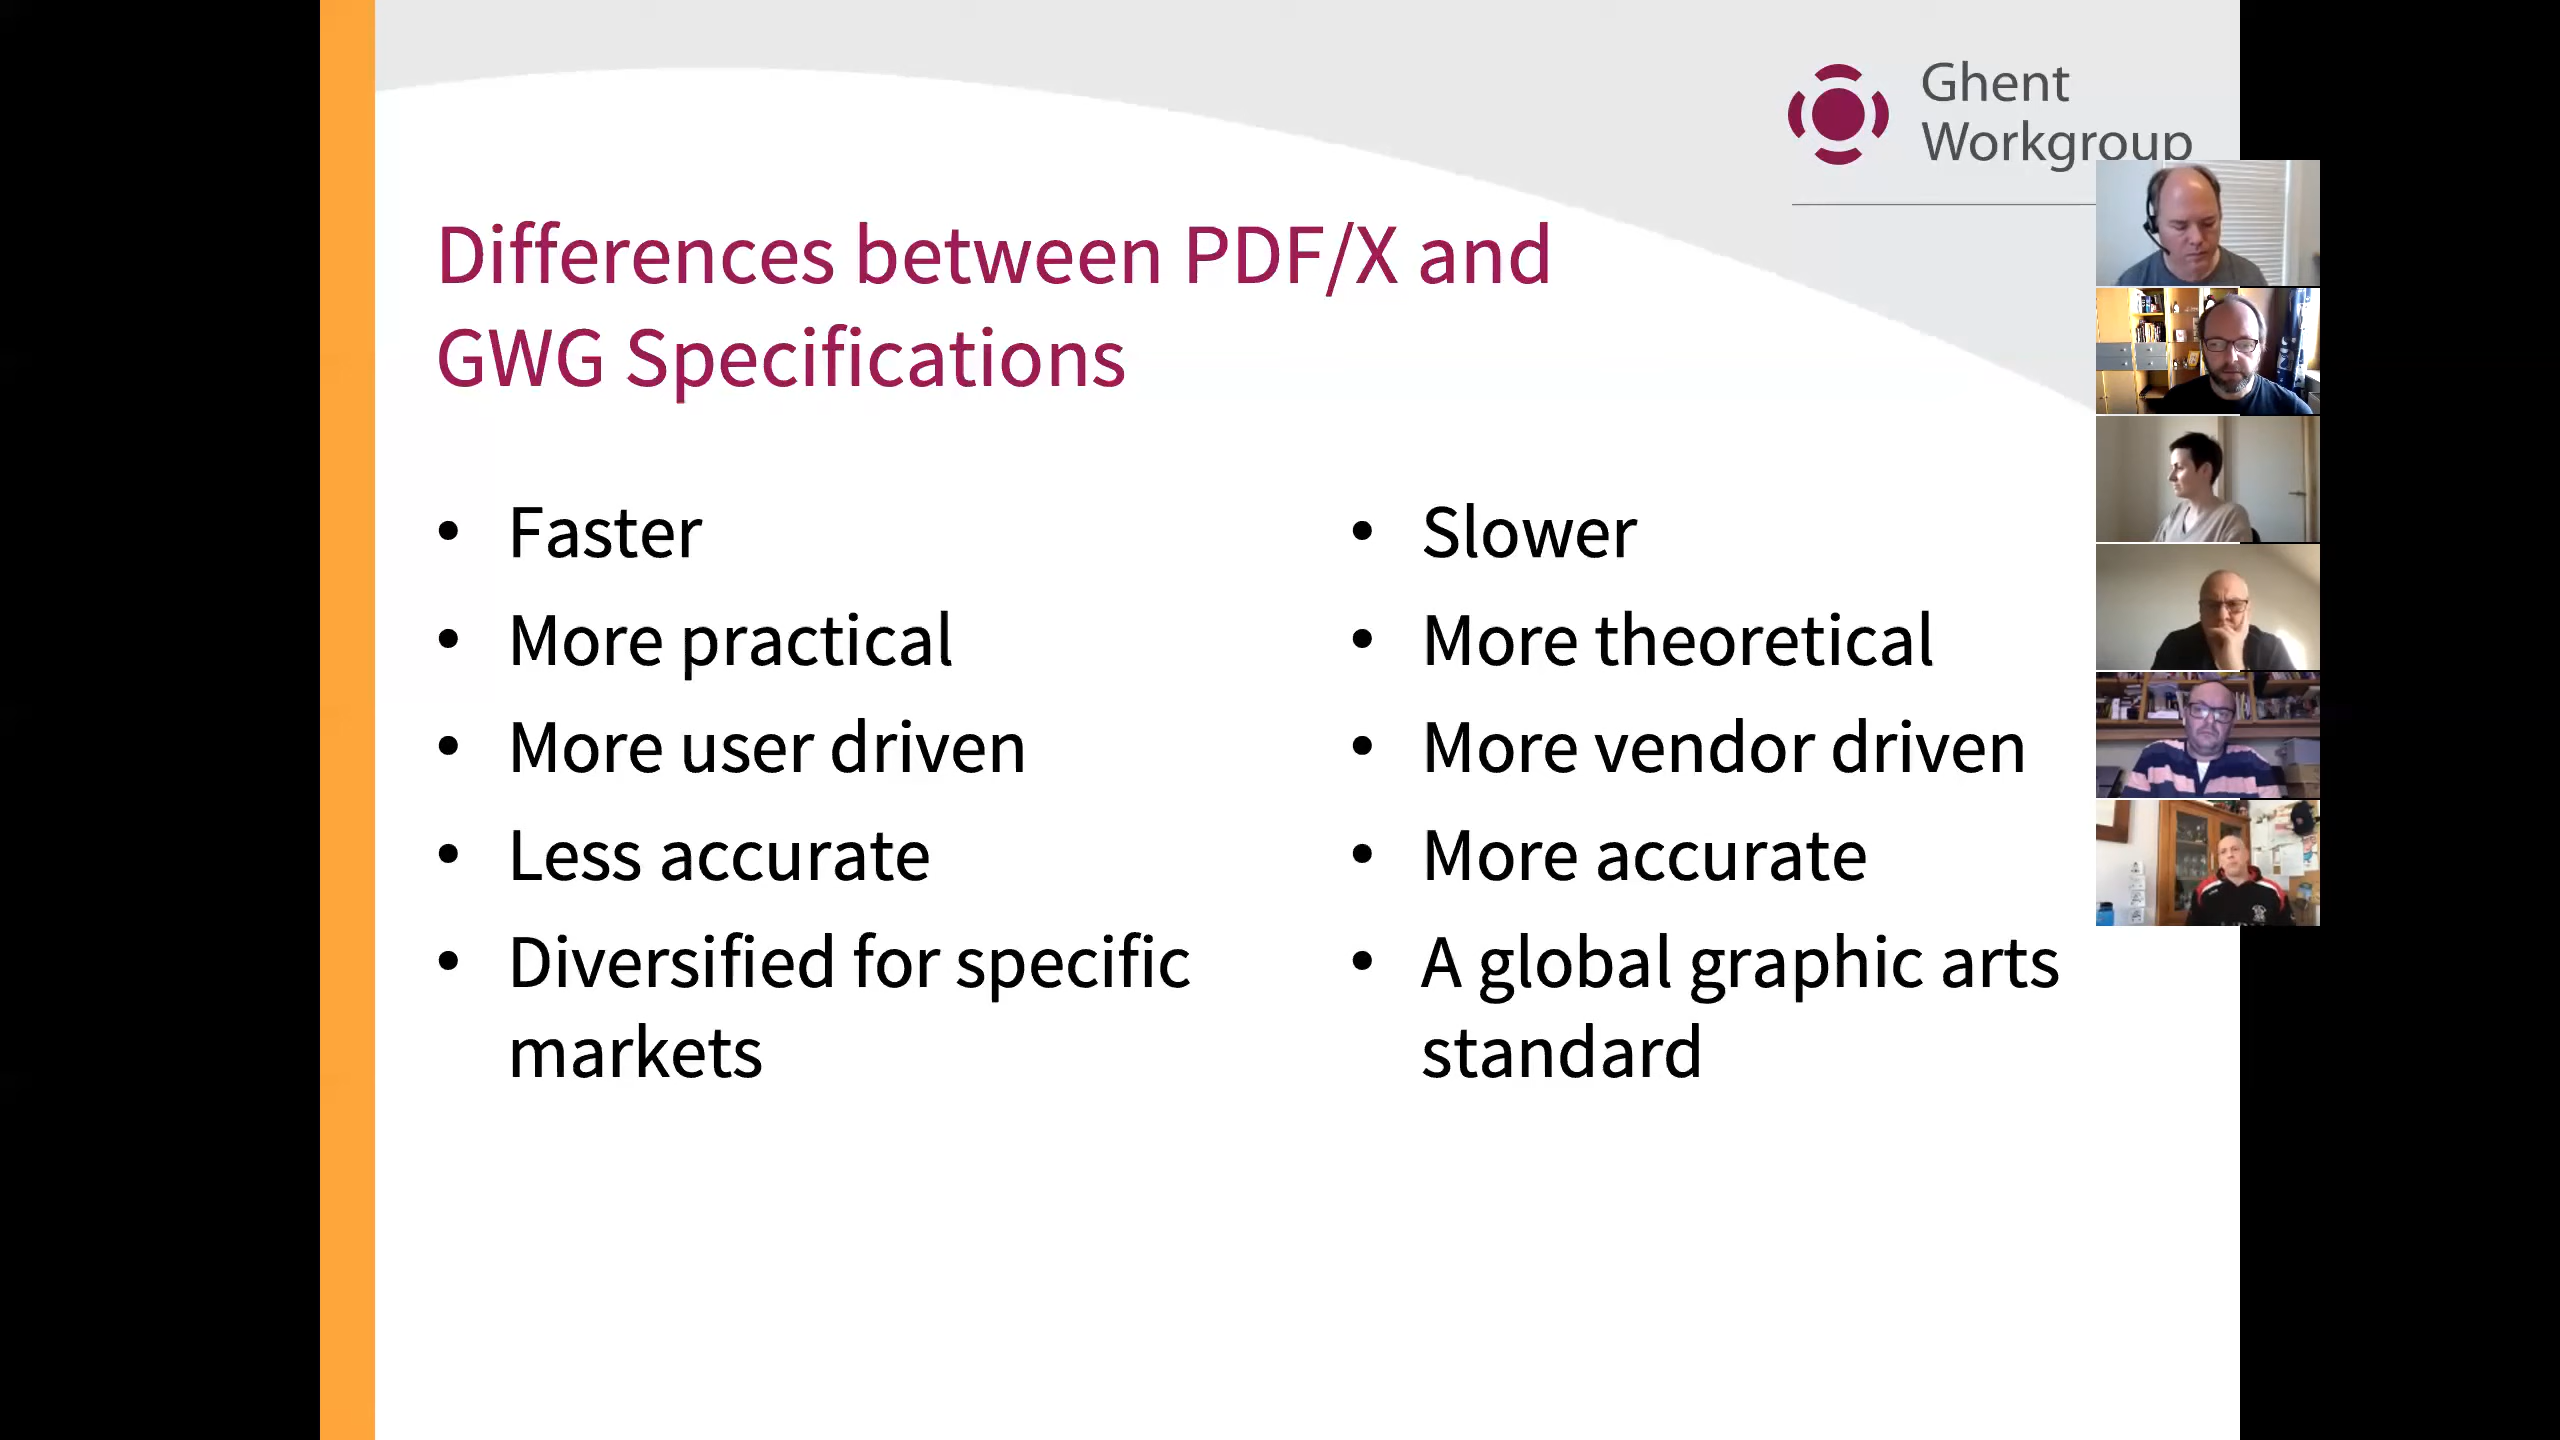 Ghent
Workgroup
Differences between PDF/X and
GWG Specifications
• Faster
• More practical
• More user driven
• Less accurate
• Diversified for specific
markets
• Slower
• More theoretical
• More vendor driven
• More accurate
• A global graphic arts
standard